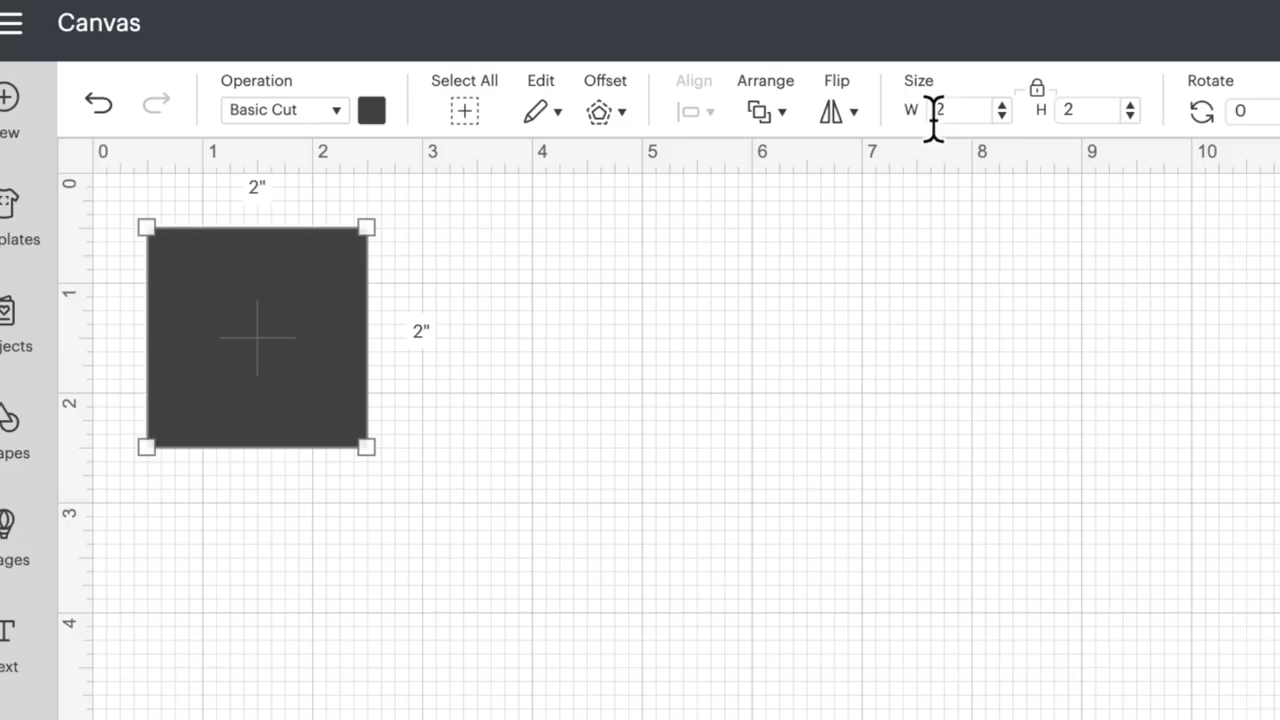 Canvas
Operation
Basic Cut
Select All
Edit
Offset
Align
Arrange
Flip
Size
W 2
H 2
Rotate
0
0 1 2 3 4 5 6 7 8 9 10
0
1
2
3
4
2"
2"
ew
plates
jects
apes
ages
ext